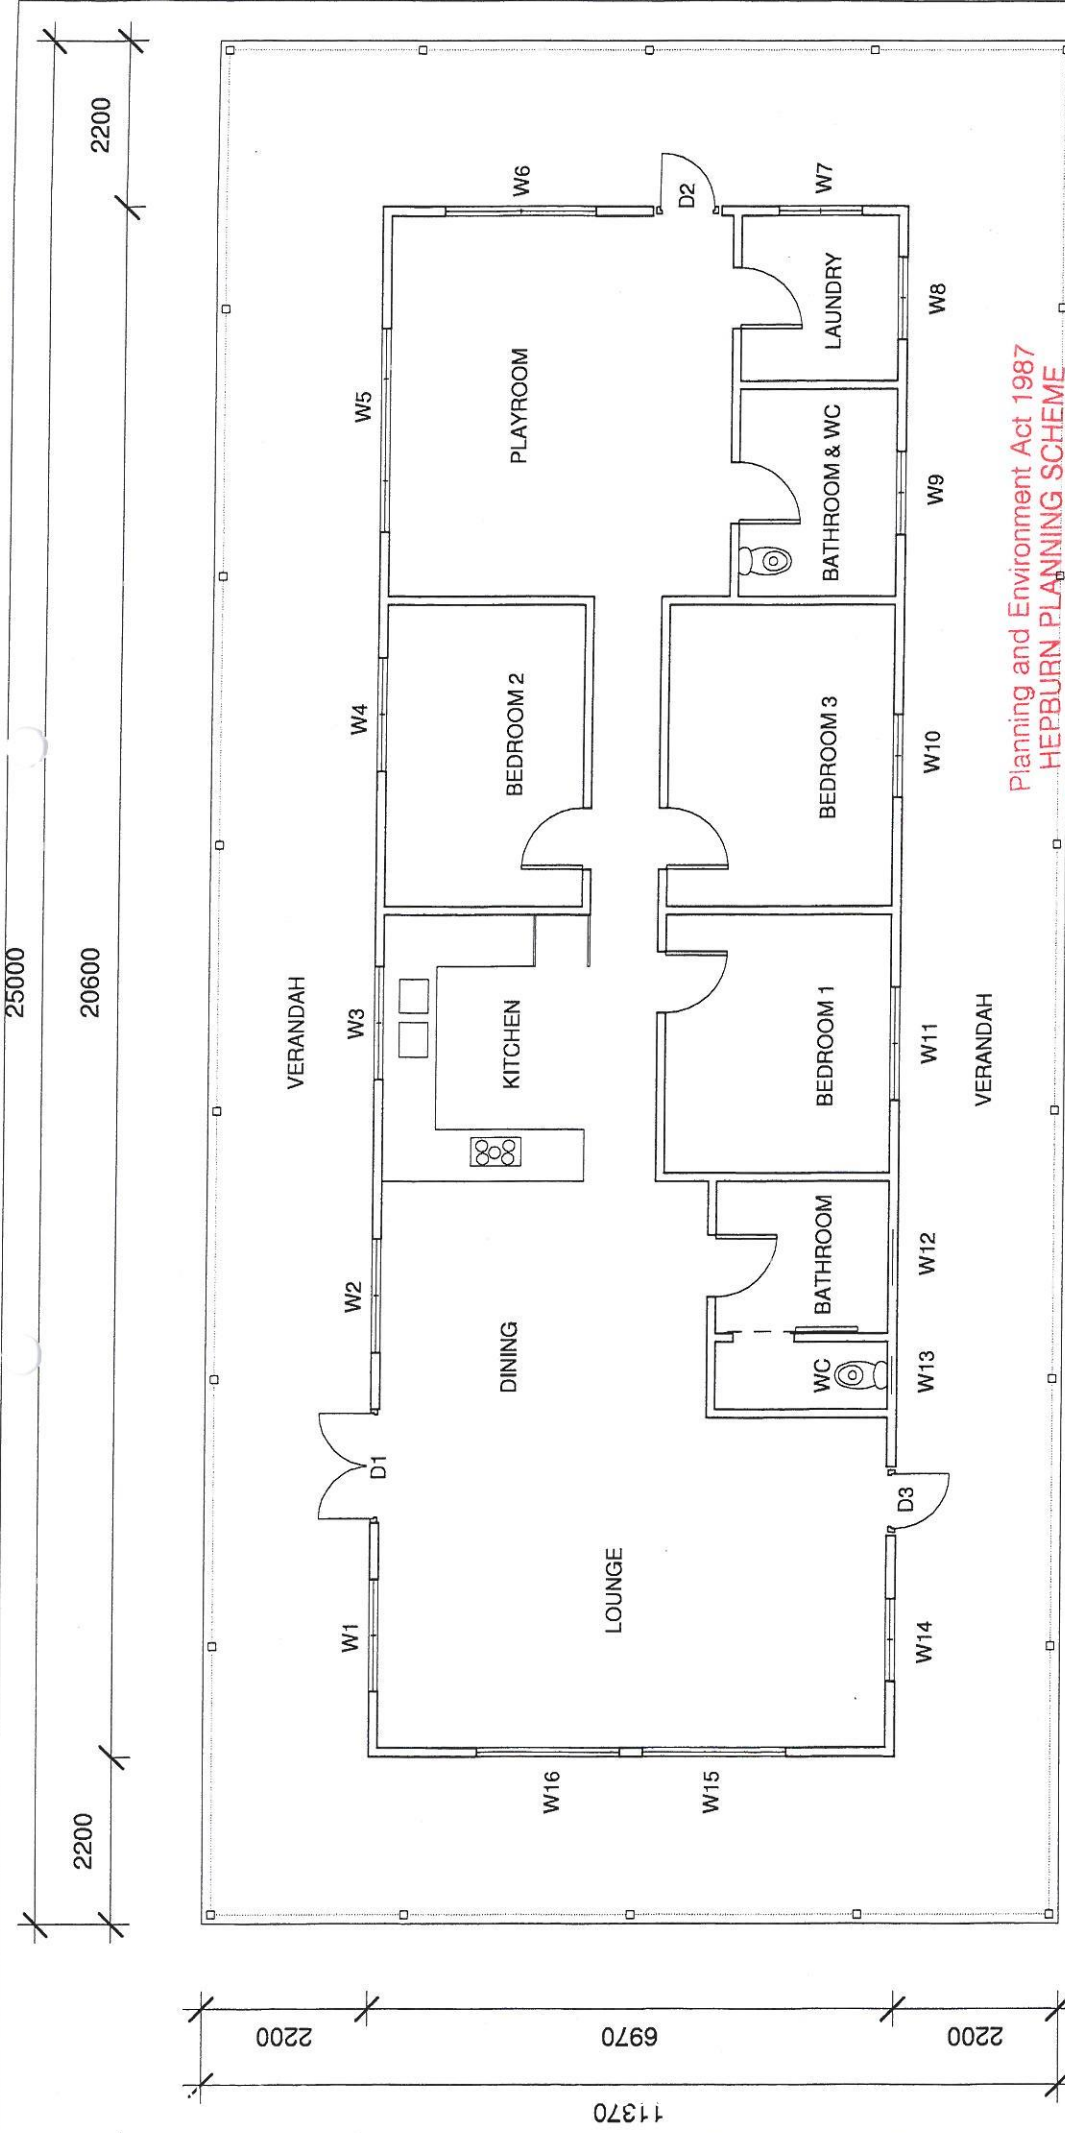 25000
2200
20600
2200
2200
6970
2200
11370
VERANDAH
W1
D1
W2
W3
W4
W5
W6
D2
W7
W8
W9
W10
W11
W12
W13
D3
W14
W15
W16
LOUNGE
DINING
KITCHEN
BEDROOM 2
PLAYROOM
WC
BATHROOM
BEDROOM 1
BEDROOM 3
BATHROOM & WC
LAUNDRY
VERANDAH
Planning and Environment Act 1987
HEPBURN PLANNING SCHEME